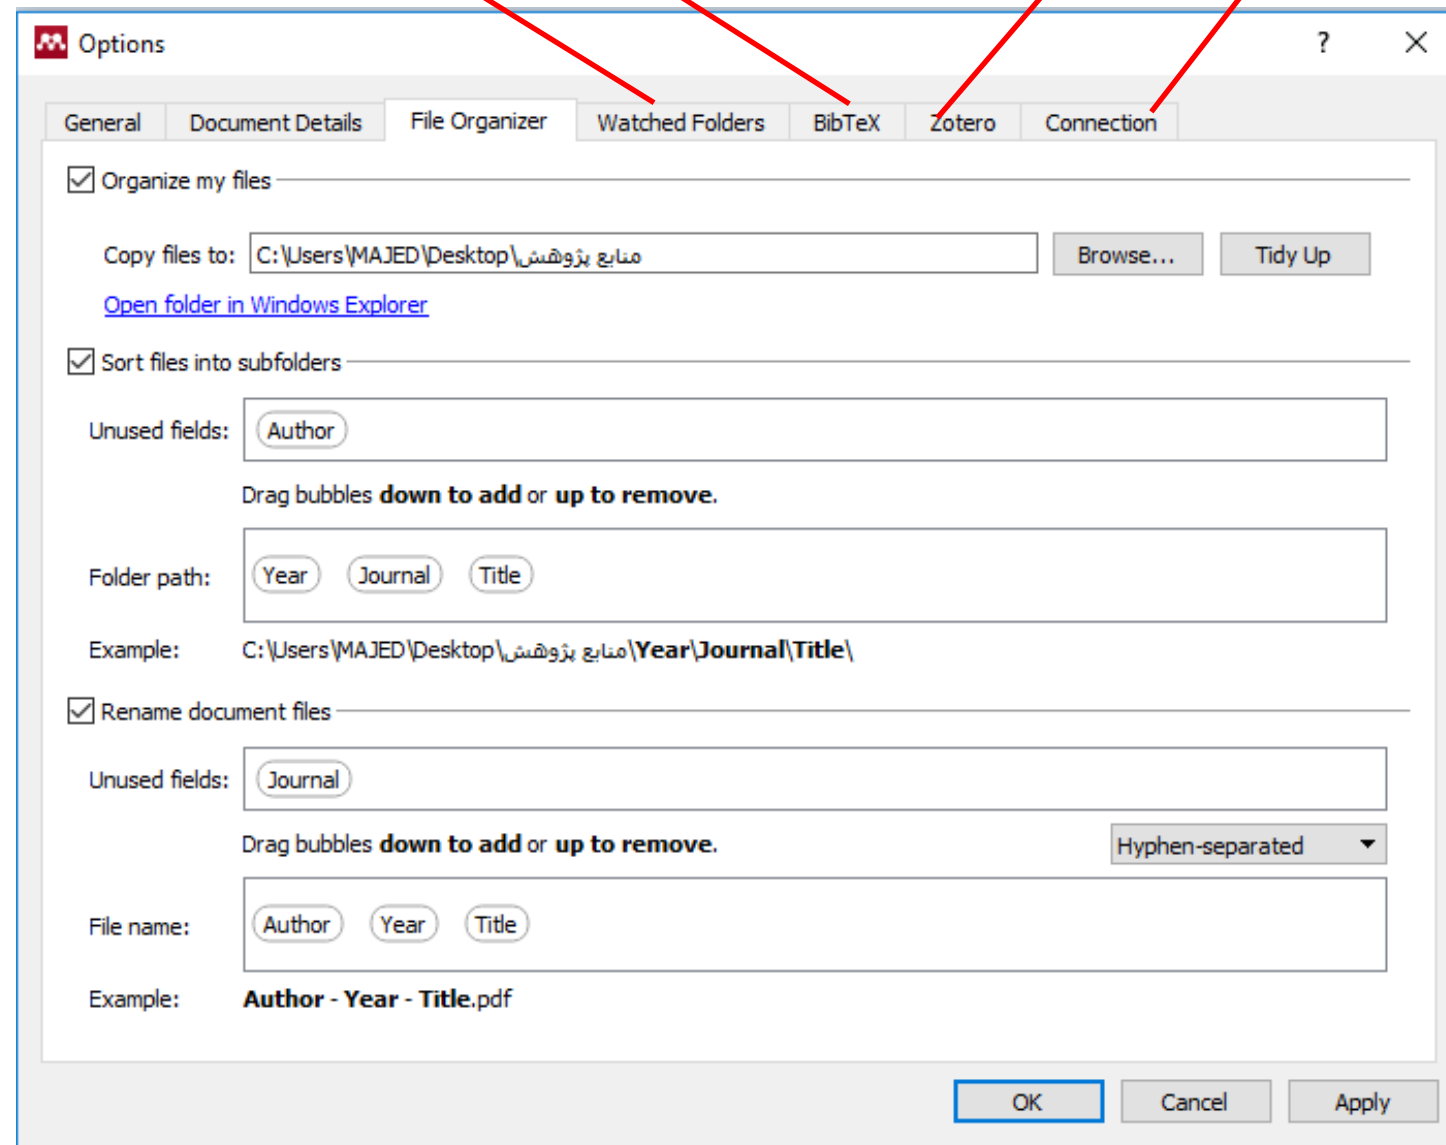 Options ?
General Document Details File Organizer Watched Folders BibTeX Zotero Connection
Organize my files
Copy files to: C:\Users\MAJED\Desktop\منابع پژوهش Browse... Tidy Up
Open folder in Windows Explorer
Sort files into subfolders
Unused fields: Author
Drag bubbles down to add or up to remove.
Folder path: Year Journal Title
Example: C:\Users\MAJED\Desktop\منابع پژوهش\Year\Journal\Title\
Rename document files
Unused fields: Journal
Drag bubbles down to add or up to remove. Hyphen-separated
File name: Author Year Title
Example: Author - Year - Title.pdf
OK Cancel Apply